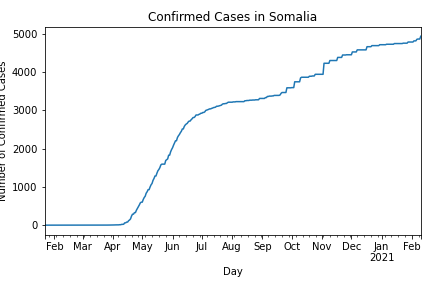 Confirmed Cases in Somalia
Number of Confirmed Cases
5000
4000
3000
2000
1000
0
Feb Mar Apr May Jun Jul Aug Sep Oct Nov Dec Jan Feb
2021
Day